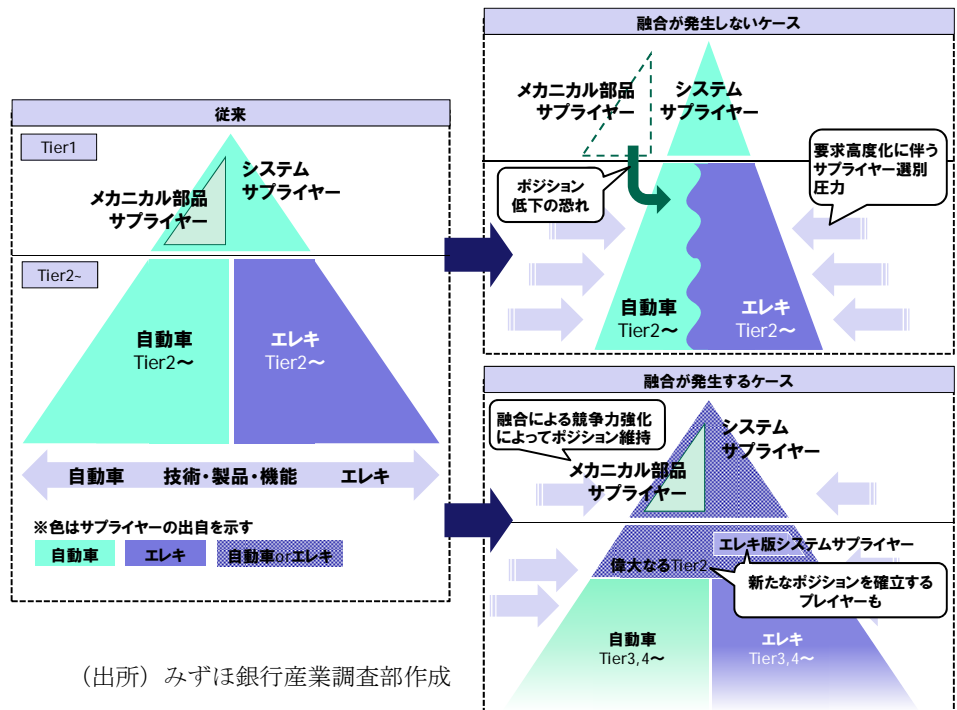 従来
Tier1
システム
サプライヤー
メカニカル部品
サプライヤー
Tier2~
自動車
Tier2～
エレキ
Tier2～
自動車
技術・製品・機能
エレキ
※色はサプライヤーの出自を示す
自動車
エレキ
自動車orエレキ
融合が発生しないケース
メカニカル部品
サプライヤー
システム
サプライヤー
ポジション
低下の恐れ
要求高度化に伴う
サプライヤー選別
圧力
自動車
Tier2～
エレキ
Tier2～
融合が発生するケース
融合による競争力強化
によってポジション維持
システム
サプライヤー
メカニカル部品
サプライヤー
エレキ版システムサプライヤー
偉大なるTier2
新たなポジションを確立する
プレイヤーも
自動車
Tier3,4～
エレキ
Tier3,4～
（出所）みずほ銀行産業調査部作成